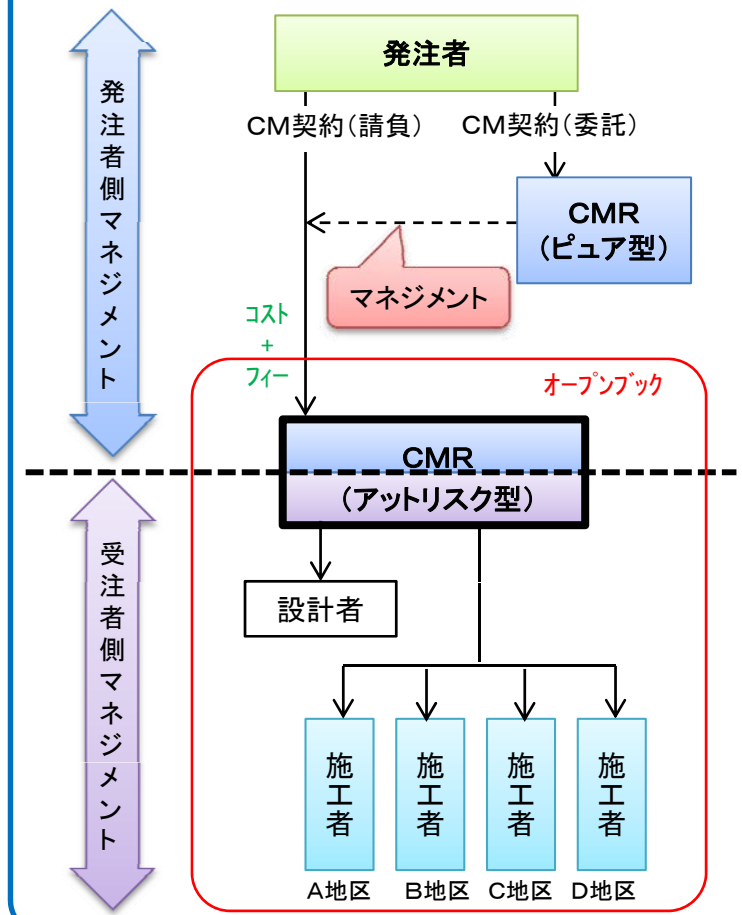 発注者
CM契約(請負)
CM契約(委託)
発注者側マネジメント
CMR
(ピュア型)
マネジメント
コスト
+
フィー
オープンブック
CMR
(アットリスク型)
受注者側マネジメント
設計者
施工者
施工者
施工者
施工者
A地区
B地区
C地区
D地区